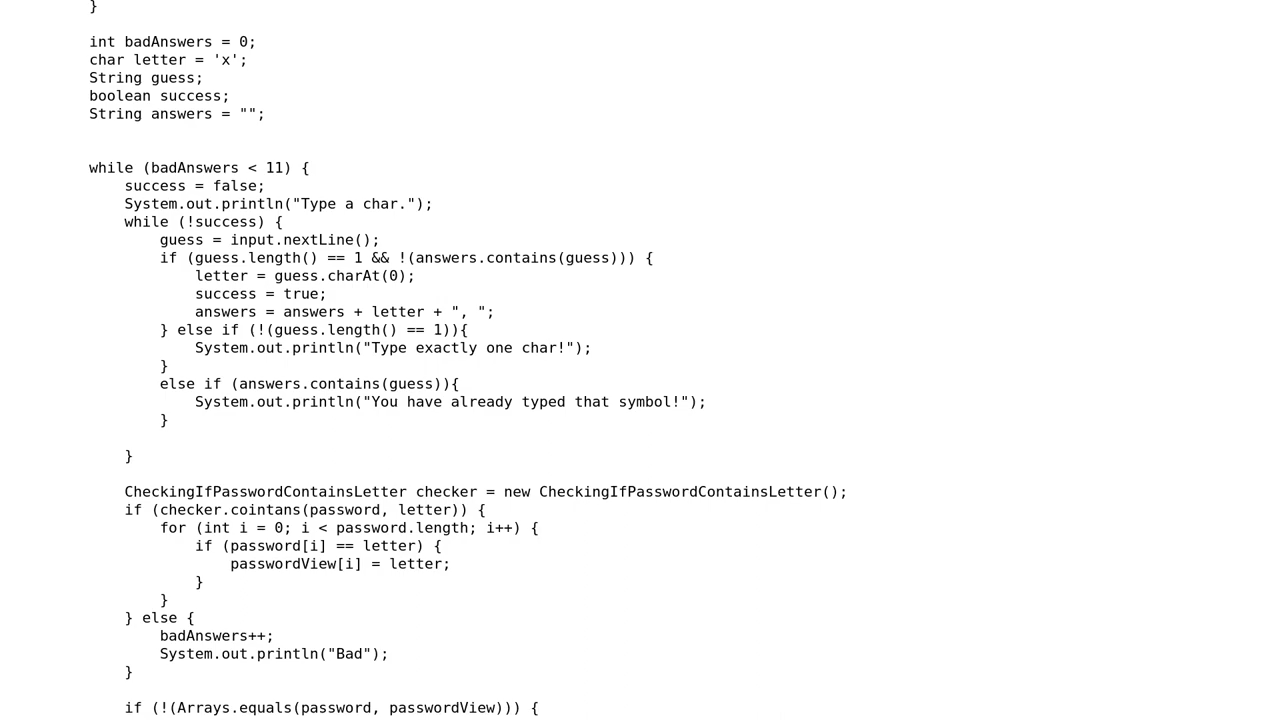 }
int badAnswers = 0;
char letter = 'x';
String guess;
boolean success;
String answers = "";
while (badAnswers < 11) {
success = false;
System.out.println("Type a char.");
while (!success) {
guess = input.nextLine();
if (guess.length() == 1 && !(answers.contains(guess))) {
letter = guess.charAt(0);
success = true;
answers = answers + letter + ", ";
} else if (!(guess.length() == 1)){
System.out.println("Type exactly one char!");
}
else if (answers.contains(guess)){
System.out.println("You have already typed that symbol!");
}
}
CheckingIfPasswordContainsLetter checker = new CheckingIfPasswordContainsLetter();
if (checker.cointans(password, letter)) {
for (int i = 0; i < password.length; i++) {
if (password[i] == letter) {
passwordView[i] = letter;
}
}
} else {
badAnswers++;
System.out.println("Bad");
}
if (!(Arrays.equals(password, passwordView))) {